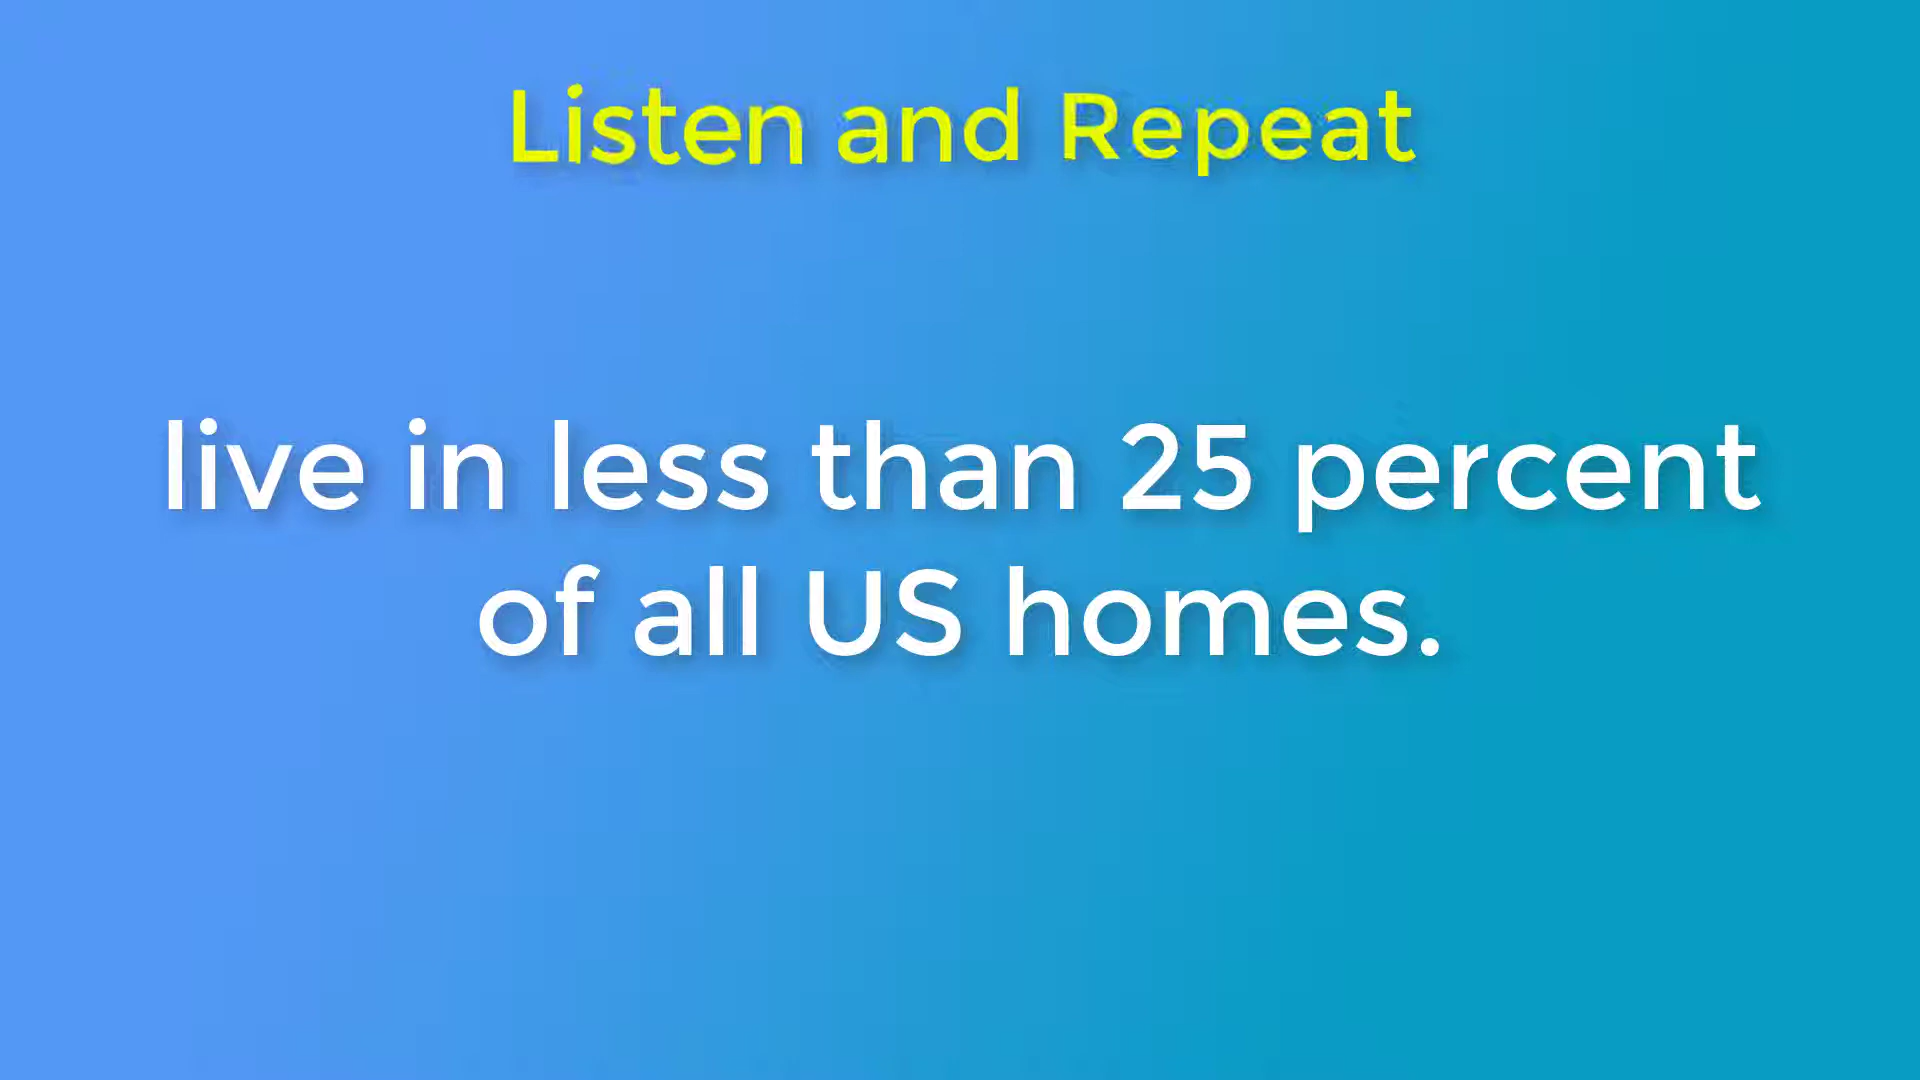 Listen and Repeat
live in less than 25 percent
of all US homes.